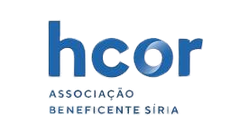 hcor
ASSOCIAÇÃO
BENEFICENTE SÍRIA